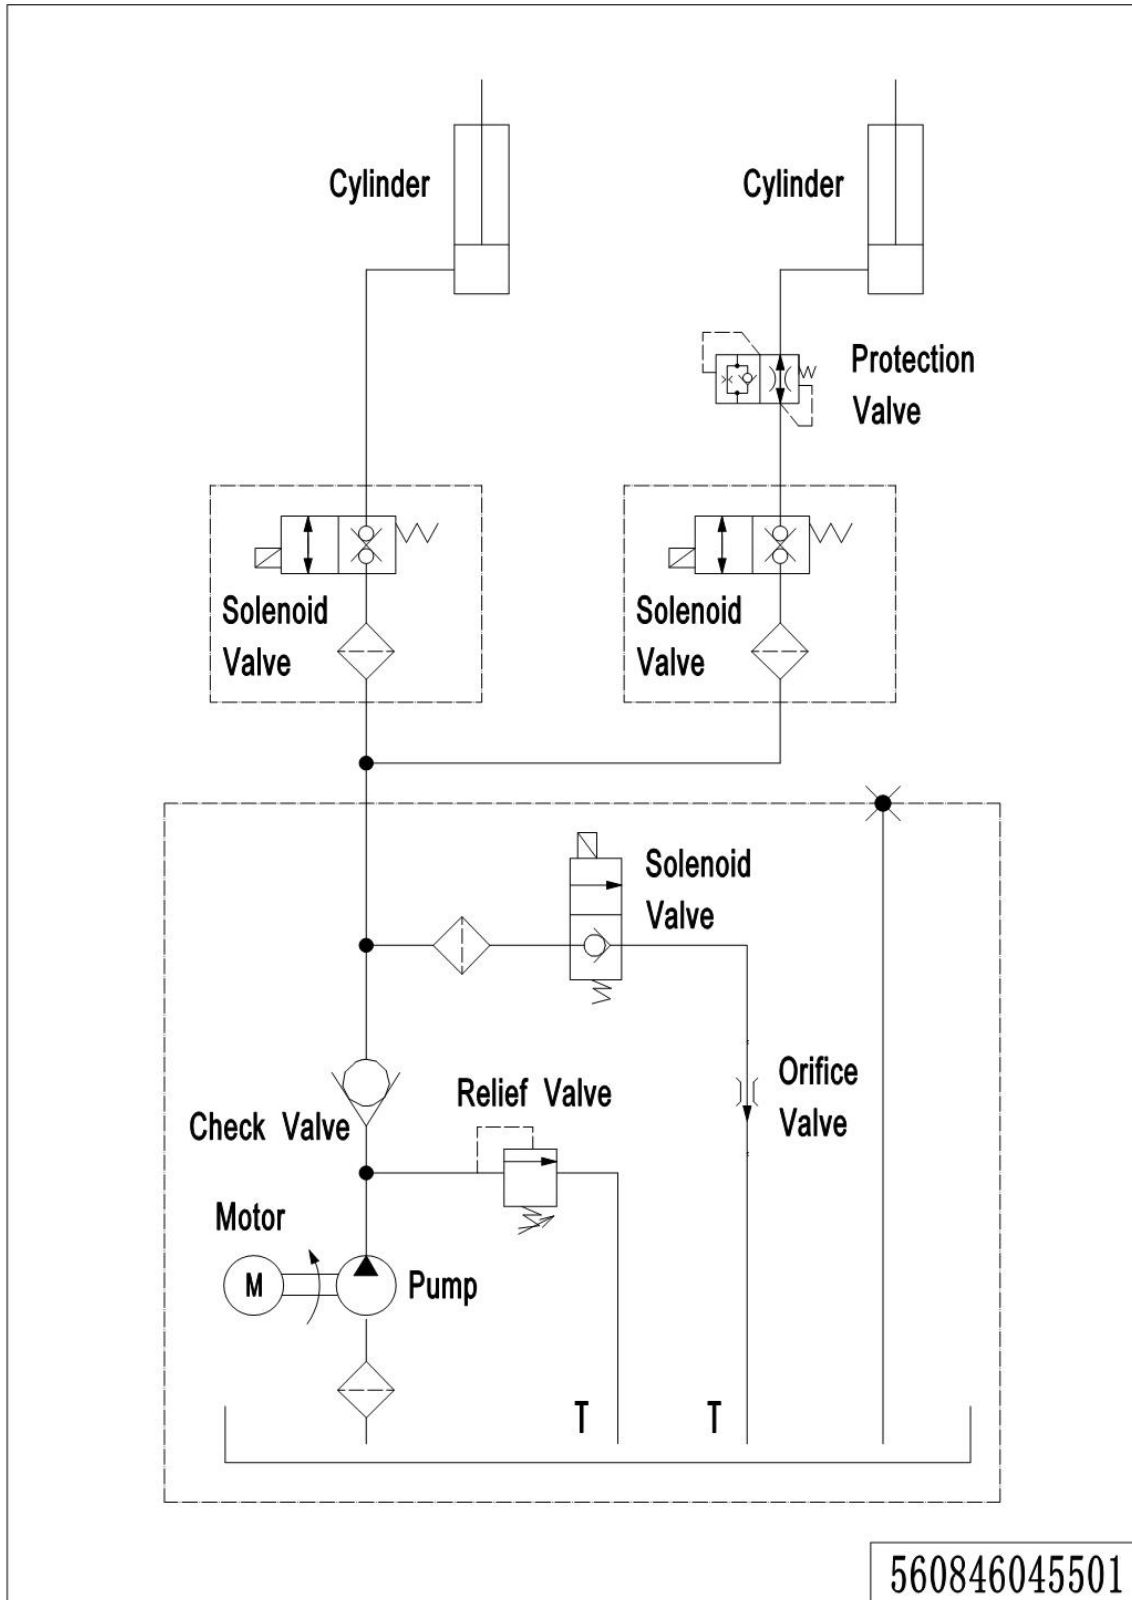 Cylinder
Cylinder
Protection
Valve
Solenoid
Valve
Solenoid
Valve
Solenoid
Valve
Orifice
Valve
Relief Valve
Check Valve
Motor
M
Pump
T
T
560846045501